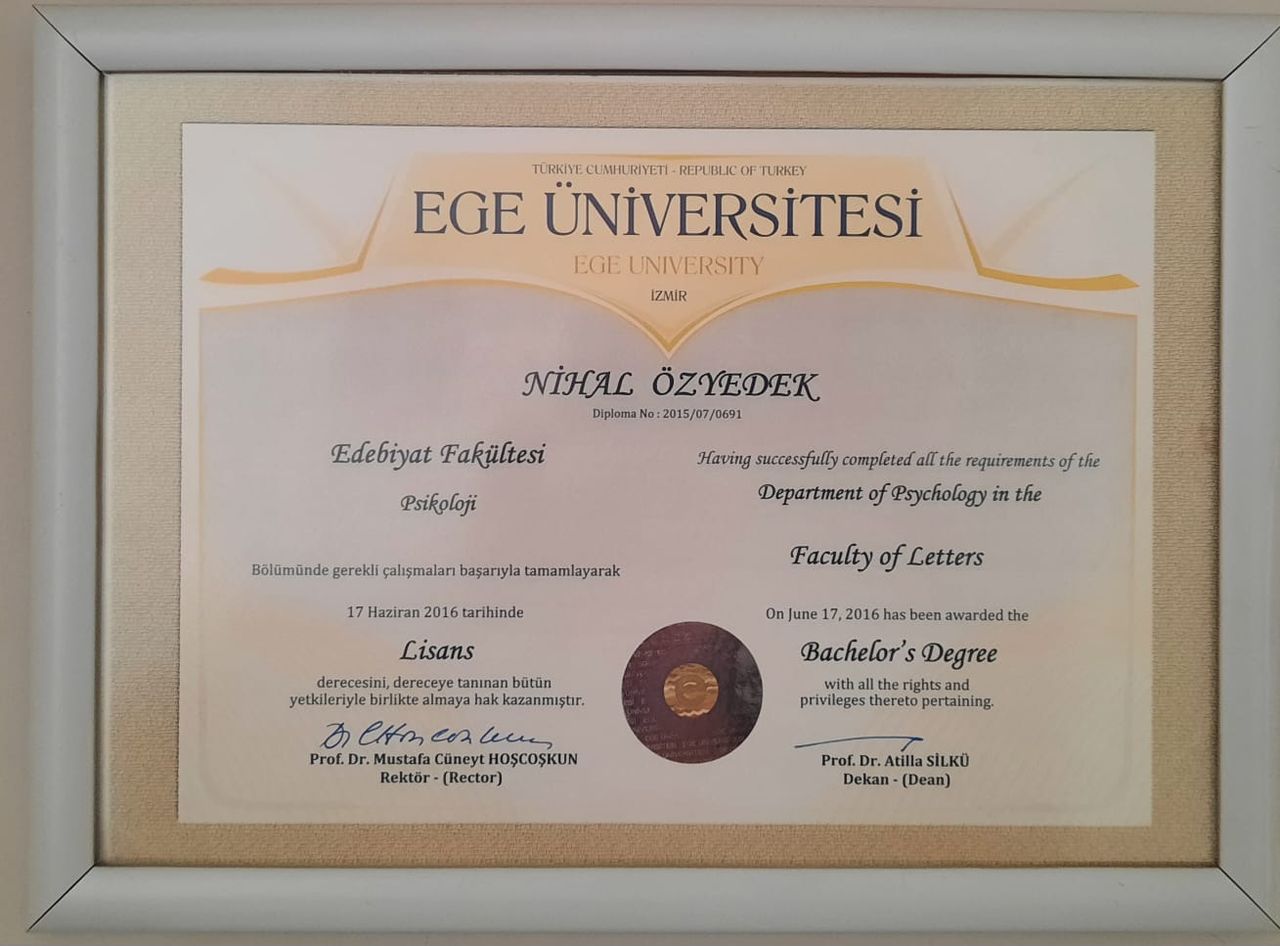 TÜRKİYE CUMHURİYETİ - REPUBLIC OF TURKEY
EGE ÜNİVERSİTESİ
EGE UNIVERSITY
İZMİR
NİHAL ÖZYEDEK
Diploma No : 2015/07/0691
Edebiyat Fakültesi
Psikoloji
Bölümünde gerekli çalışmaları başarıyla tamamlayarak
17 Haziran 2016 tarihinde
Lisans
derecesini, dereceye tanınan bütün
yetkileriyle birlikte almaya hak kazanmıştır.
Prof. Dr. Mustafa Cüneyt HOŞCOŞKUN
Rektör - (Rector)
Having successfully completed all the requirements of the
Department of Psychology in the
Faculty of Letters
On June 17, 2016 has been awarded the
Bachelor's Degree
with all the rights and
privileges thereto pertaining.
Prof. Dr. Atilla SİLKÜ
Dekan - (Dean)